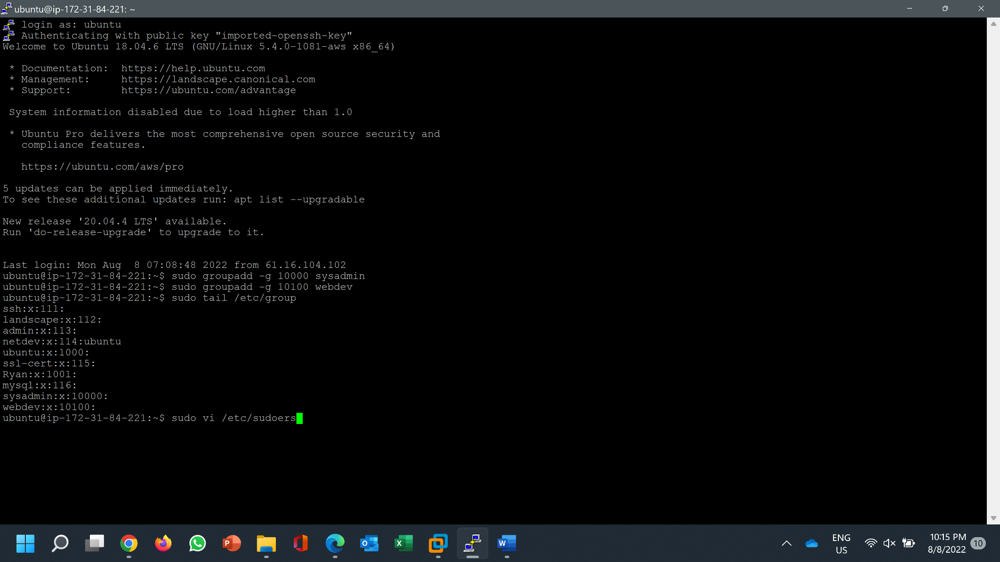 ubuntu@ip-172-31-84-221: ~
login as: ubuntu
Authenticating with public key "imported-openssh-key"
Welcome to Ubuntu 18.04.6 LTS (GNU/Linux 5.4.0-1081-aws x86_64)
* Documentation:  https://help.ubuntu.com
* Management:     https://landscape.canonical.com
* Support:        https://ubuntu.com/advantage
System information disabled due to load higher than 1.0
* Ubuntu Pro delivers the most comprehensive open source security and
compliance features.
https://ubuntu.com/aws/pro
5 updates can be applied immediately.
To see these additional updates run: apt list --upgradable
New release '20.04.4 LTS' available.
Run 'do-release-upgrade' to upgrade to it.
Last login: Mon Aug  8 07:08:48 2022 from 61.16.104.102
ubuntu@ip-172-31-84-221:~$ sudo groupadd -g 10000 sysadmin
ubuntu@ip-172-31-84-221:~$ sudo groupadd -g 10100 webdev
ubuntu@ip-172-31-84-221:~$ sudo tail /etc/group
ssh:x:111:
landscape:x:112:
admin:x:113:
netdev:x:114:ubuntu
ubuntu:x:1000:
ssl-cert:x:115:
Ryan:x:1001:
mysql:x:116:
sysadmin:x:10000:
webdev:x:10100:
ubuntu@ip-172-31-84-221:~$ sudo vi /etc/sudoers
P
O
X
W
ENG
US
10:15 PM
8/8/2022
10